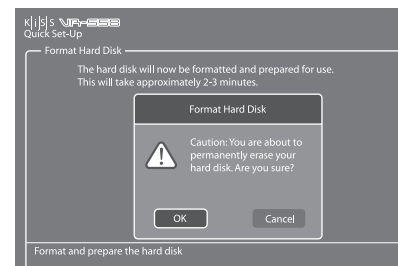 KiSS VR-558
Quick Set-Up
Format Hard Disk
The hard disk will now be formatted and prepared for use.
This will take approximately 2-3 minutes.
Format Hard Disk
Caution: You are about to
permanently erase your
hard disk. Are you sure?
OK
Cancel
Format and prepare the hard disk